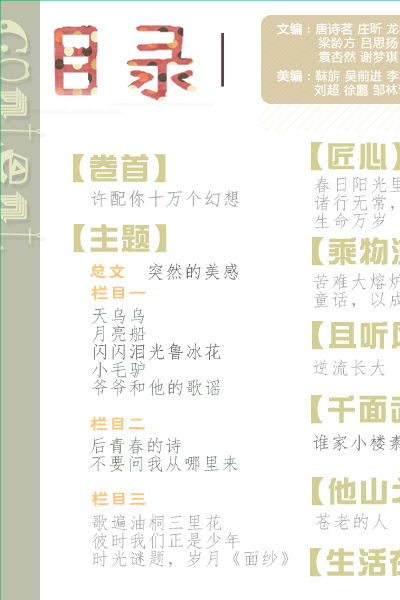 Content
目录
文编：唐诗茗 庄昕 龙
梁龄方 吕思扬
袁杏然 谢梦琪
美编：靺旂 吴前进 李
刘超 徐鹏 邹林
【卷首】
许配你十万个幻想
【主题】
总文 突然的美感
栏目一
天乌乌
月亮船
闪闪泪光鲁冰花
小毛驴
爷爷和他的歌谣
栏目二
后青春的诗
不要问我从哪里来
栏目三
歌遍油桐三里花
彼时我们正是少年
时光谜题，岁月《面纱》
【匠心】
春日阳光里
诸行无常，
生命万岁
【乘物
苦难大熔炉
童话，以成
【且听
逆流长大
【千面
谁家小楼素
【他山
苍老的人
【生活在